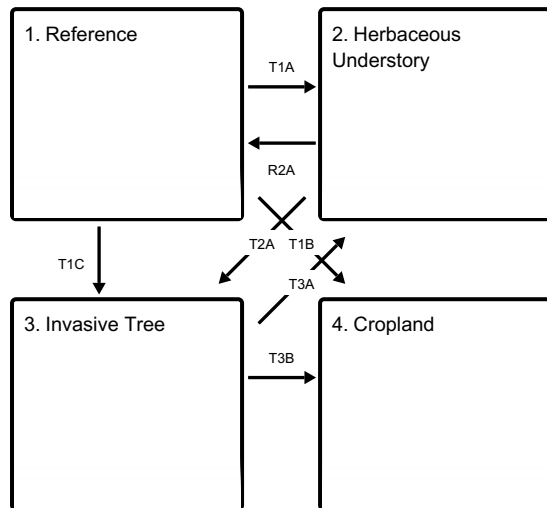 1. Reference
2. Herbaceous
Understory
T1A
R2A
T2A
T1B
T1C
T3A
3. Invasive Tree
4. Cropland
T3B